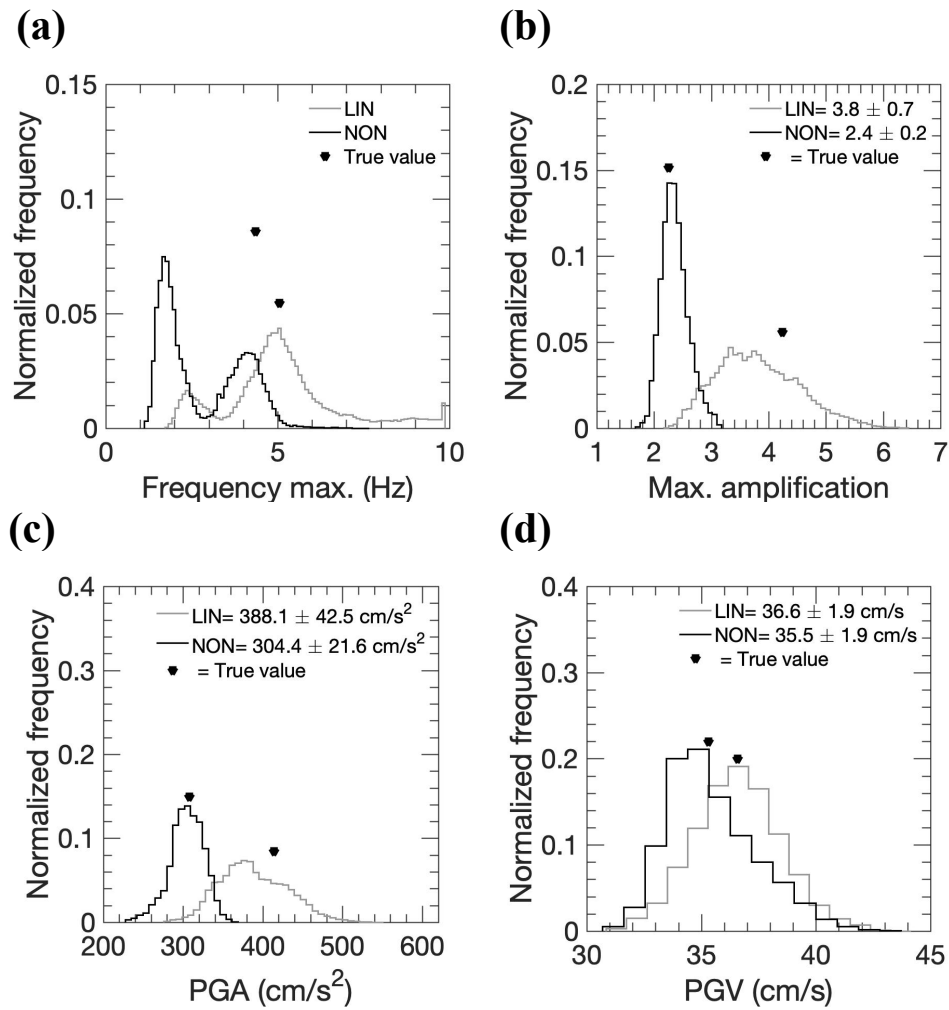 (a)
0.15
0.1
0.05
0
Normalized frequency
LIN
NON
True value
0 5 10
Frequency max. (Hz)
(b)
0.2
0.15
0.1
0.05
0
Normalized frequency
LIN= 3.8 ± 0.7
NON= 2.4 ± 0.2
= True value
1 2 3 4 5 6 7
Max. amplification
(c)
0.4
0.3
0.2
0.1
0
Normalized frequency
LIN= 388.1 ± 42.5 cm/s²
NON= 304.4 ± 21.6 cm/s²
= True value
200 300 400 500 600
PGA (cm/s²)
(d)
0.4
0.3
0.2
0.1
0
Normalized frequency
LIN= 36.6 ± 1.9 cm/s
NON= 35.5 ± 1.9 cm/s
= True value
30 35 40 45
PGV (cm/s)